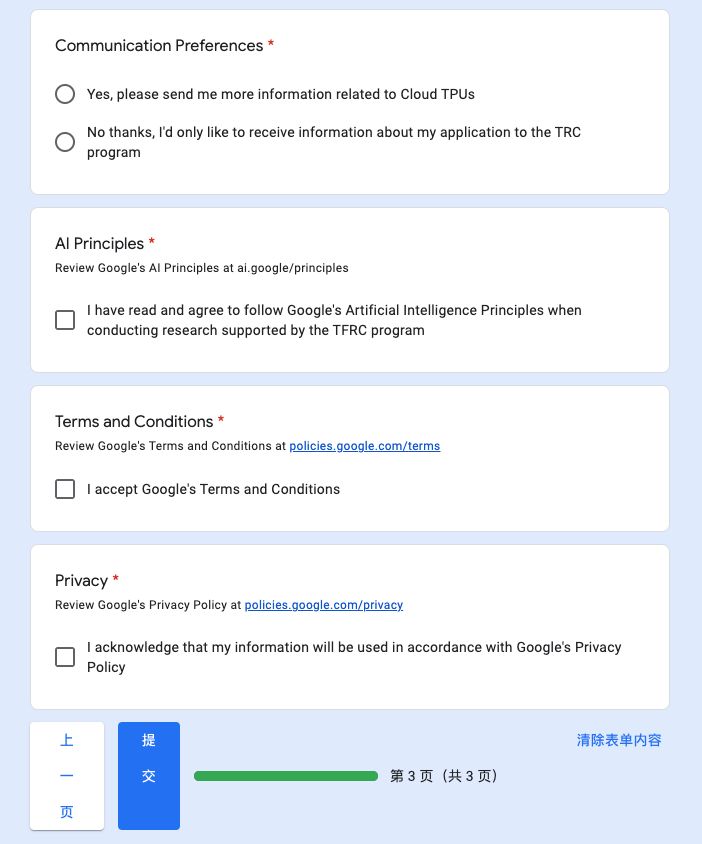 Communication Preferences *
Yes, please send me more information related to Cloud TPUs
No thanks, I'd only like to receive information about my application to the TRC
program
AI Principles *
Review Google's AI Principles at ai.google/principles
I have read and agree to follow Google's Artificial Intelligence Principles when
conducting research supported by the TFRC program
Terms and Conditions *
Review Google's Terms and Conditions at policies.google.com/terms
I accept Google's Terms and Conditions
Privacy *
Review Google's Privacy Policy at policies.google.com/privacy
I acknowledge that my information will be used in accordance with Google's Privacy
Policy
上
一
页
提
交
第 3 页（共 3 页）
清除表单内容